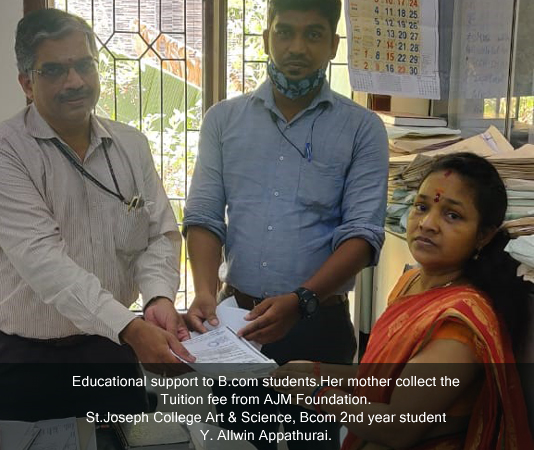 Educational support to B.com students.Her mother collect the
Tuition fee from AJM Foundation.
St.Joseph College Art & Science, Bcom 2nd year student
Y. Allwin Appathurai.